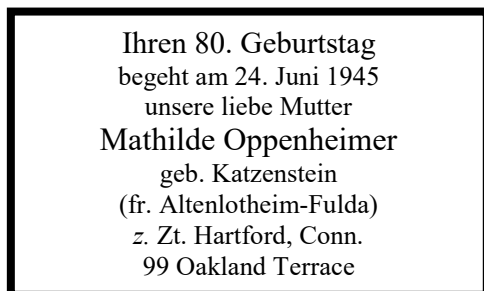 Ihren 80. Geburtstag
begeht am 24. Juni 1945
unsere liebe Mutter
Mathilde Oppenheimer
geb. Katzenstein
(fr. Altenlotheim-Fulda)
z. Zt. Hartford, Conn.
99 Oakland Terrace